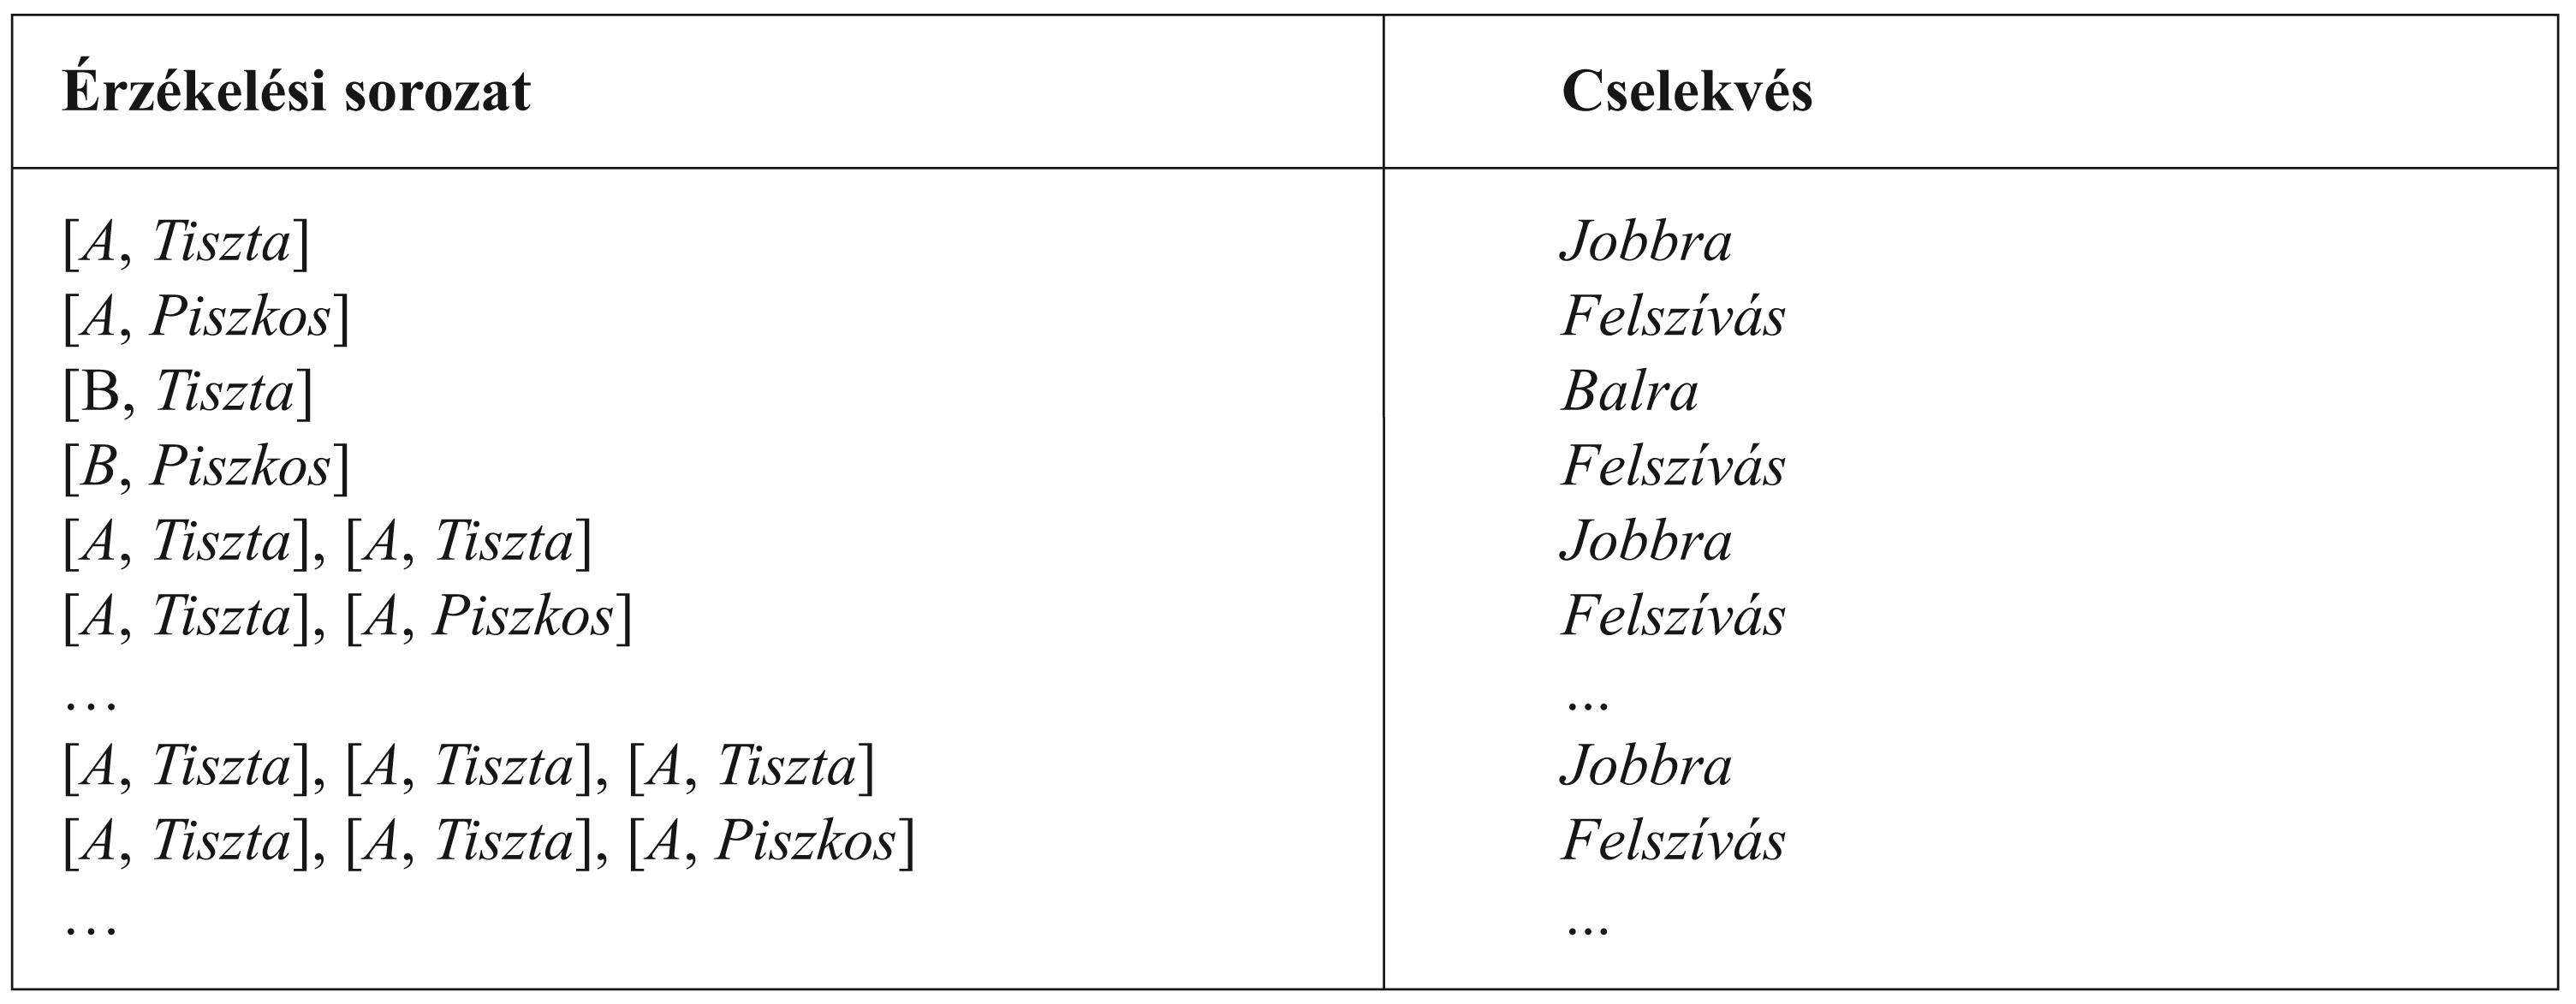 Érzékelési sorozat Cselekvés
[A, Tiszta] Jobbra
[A, Piszkos] Felszívás
[B, Tiszta] Balra
[B, Piszkos] Felszívás
[A, Tiszta], [A, Tiszta] Jobbra
[A, Tiszta], [A, Piszkos] Felszívás
… ...
[A, Tiszta], [A, Tiszta], [A, Tiszta] Jobbra
[A, Tiszta], [A, Tiszta], [A, Piszkos] Felszívás
… ...